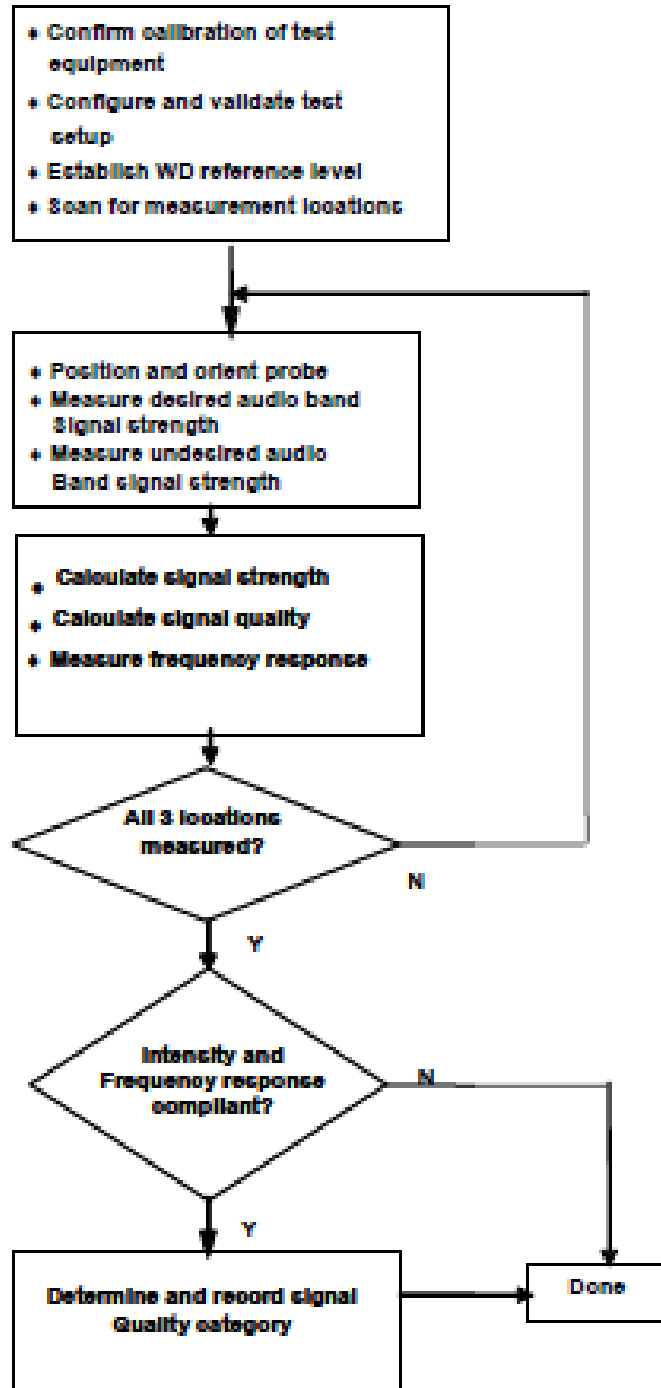 ♦ Confirm calibration of test
equipment
♦ Configure and validate test
setup
♦ Establish WD reference level
♦ Scan for measurement locations
♦ Position and orient probe
♦ Measure desired audio band
Signal strength
♦ Measure undesired audio
Band signal strength
♦ Calculate signal strength
♦ Calculate signal quality
♦ Measure frequency response
All 3 locations
measured?
N
Y
Intensity and
Frequency response
compliant?
N
Y
Determine and record signal
Quality category
Done